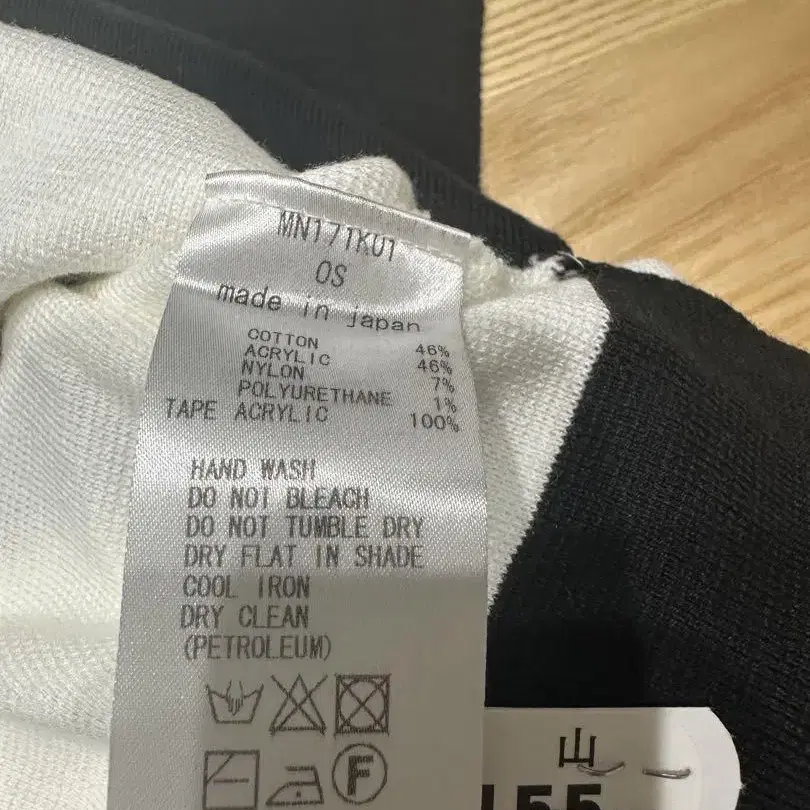 MN171K01
OS
made in japan
COTTON 46%
ACRYLIC 46%
NYLON 7%
POLYURETHANE 1%
TAPE ACRYLIC 100%
HAND WASH
DO NOT BLEACH
DO NOT TUMBLE DRY
DRY FLAT IN SHADE
COOL IRON
DRY CLEAN
(PETROLEUM)
F
山